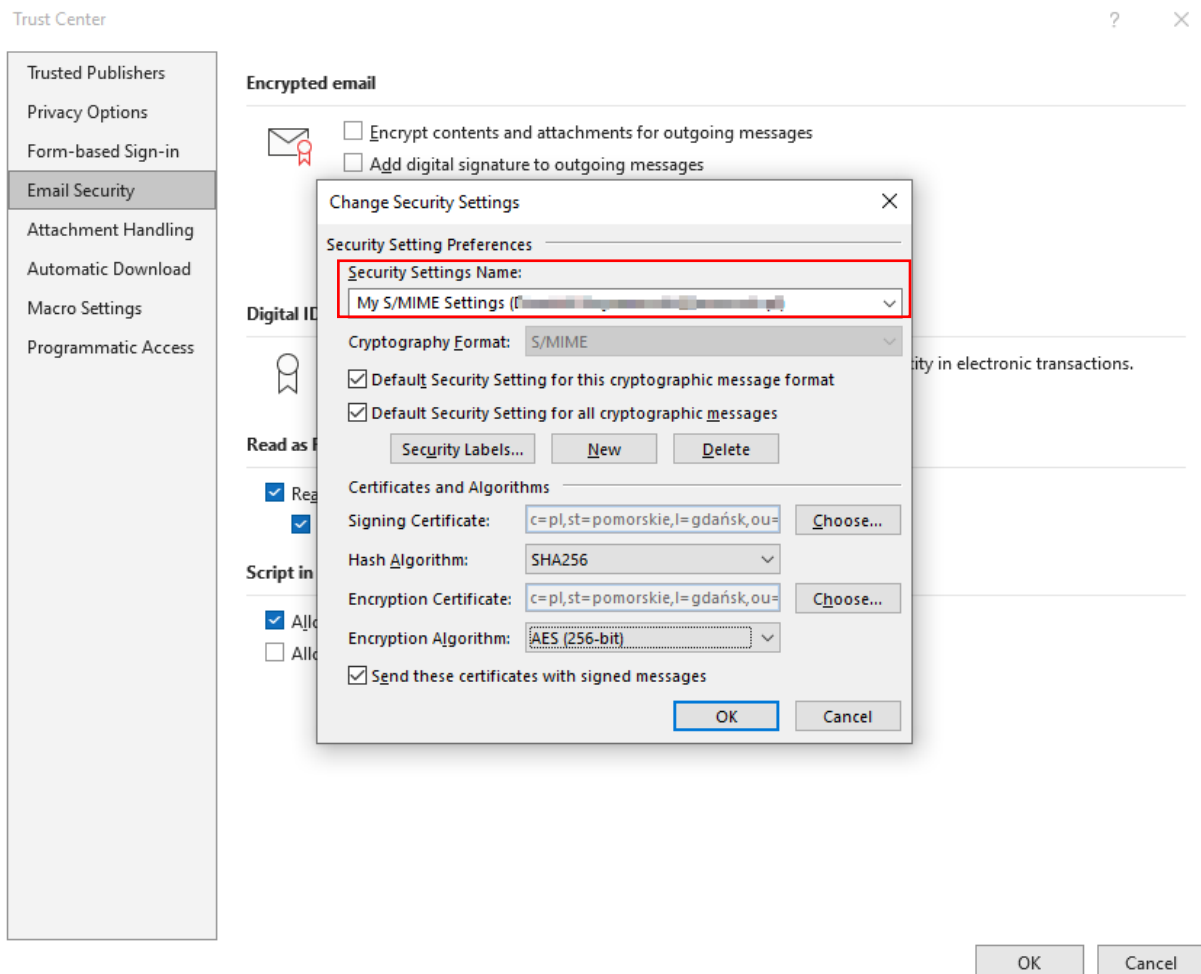 Trust Center
Trusted Publishers
Privacy Options
Form-based Sign-in
Email Security
Attachment Handling
Automatic Download
Macro Settings
Programmatic Access
Encrypted email
Encrypt contents and attachments for outgoing messages
Add digital signature to outgoing messages
Digital ID
in electronic transactions.
Read as
Script in
Change Security Settings
Security Setting Preferences
Security Settings Name:
My S/MIME Settings
Cryptography Format: S/MIME
Default Security Setting for this cryptographic message format
Default Security Setting for all cryptographic messages
Security Labels... New Delete
Certificates and Algorithms
Signing Certificate: c=pl,st=pomorskie,l=gdańsk,ou= Choose...
Hash Algorithm: SHA256
Encryption Certificate: c=pl,st=pomorskie,l=gdańsk,ou= Choose...
Encryption Algorithm: AES (256-bit)
Send these certificates with signed messages
OK Cancel
OK Cancel